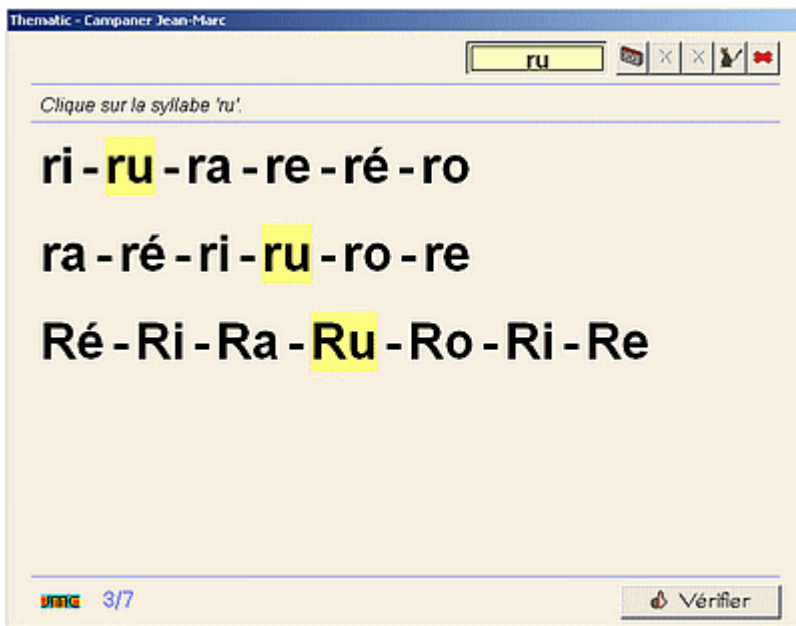 Thematic - Campaner Jean-Marc
ru
Clique sur la syllabe 'ru'.
ri - ru - ra - re - ré - ro
ra - ré - ri - ru - ro - re
Ré - Ri - Ra - Ru - Ro - Ri - Re
JMC 3/7 Vérifier